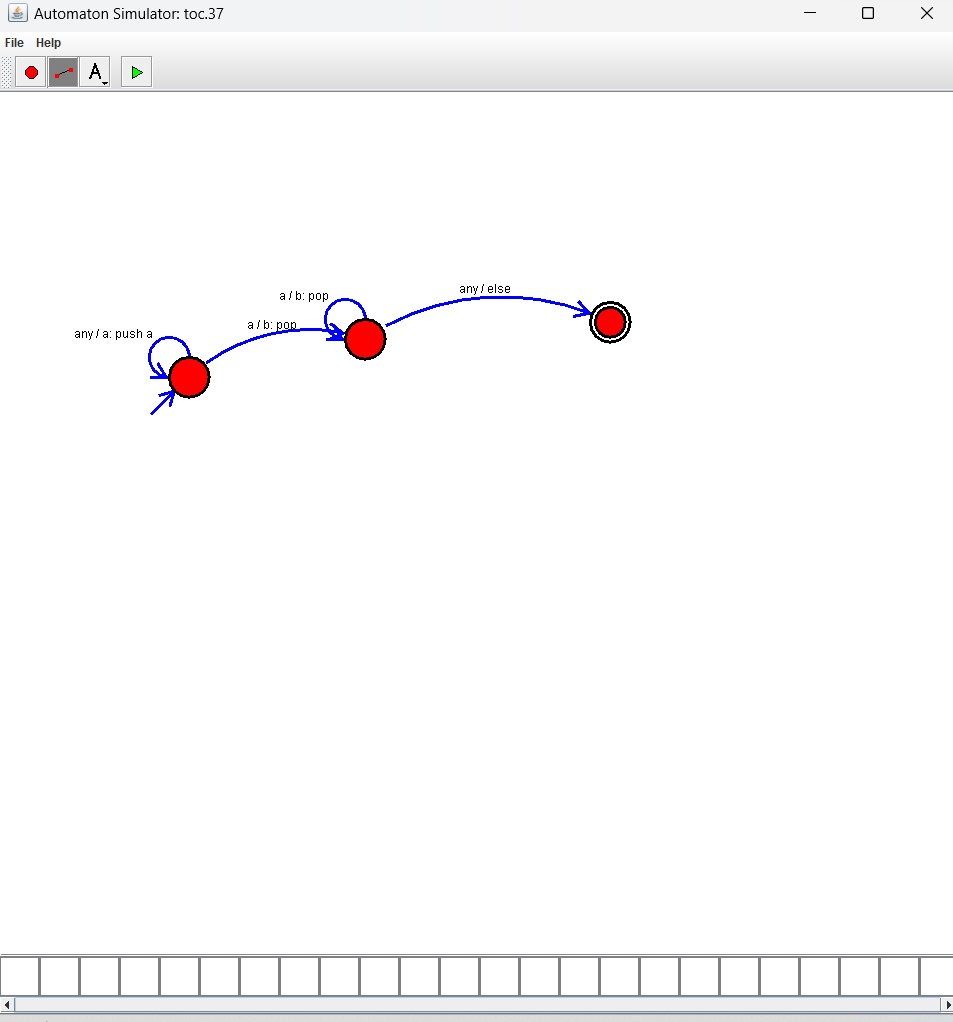 Automaton Simulator: toc.37
File Help
A
any / else
a / b: pop
a / b: pop
any / a: push a